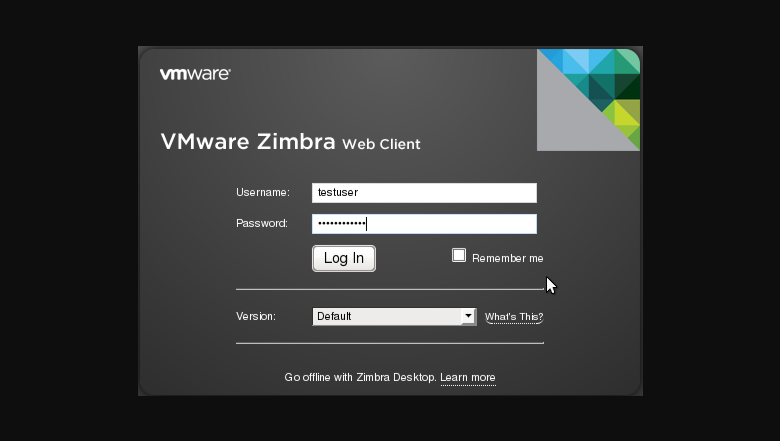 vmware
VMware Zimbra Web Client
Username: testuser
Password: ••••••••••••
Log In Remember me
Version: Default What's This?
Go offline with Zimbra Desktop. Learn more